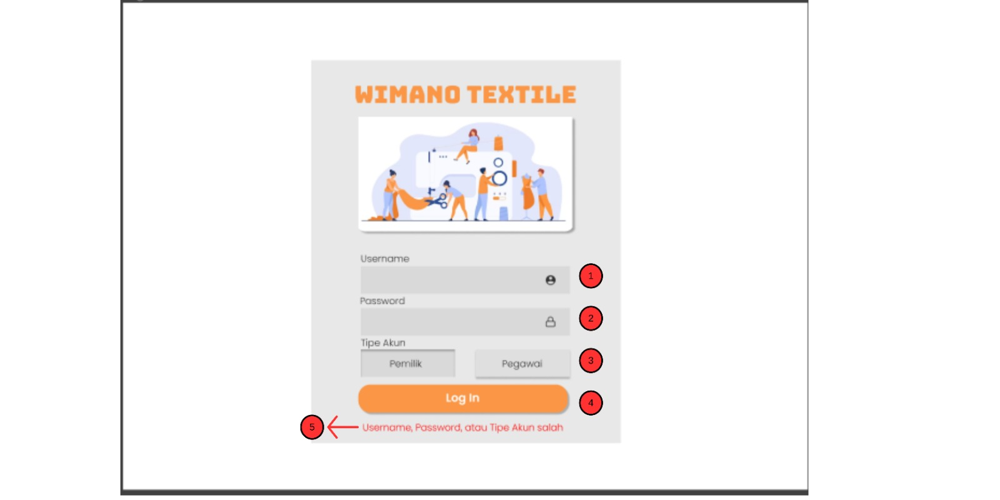 WIMANO TEXTILE
Username
1
Password
2
Tipe Akun
Pemilik Pegawai 3
Log In 4
5 Username, Password, atau Tipe Akun salah